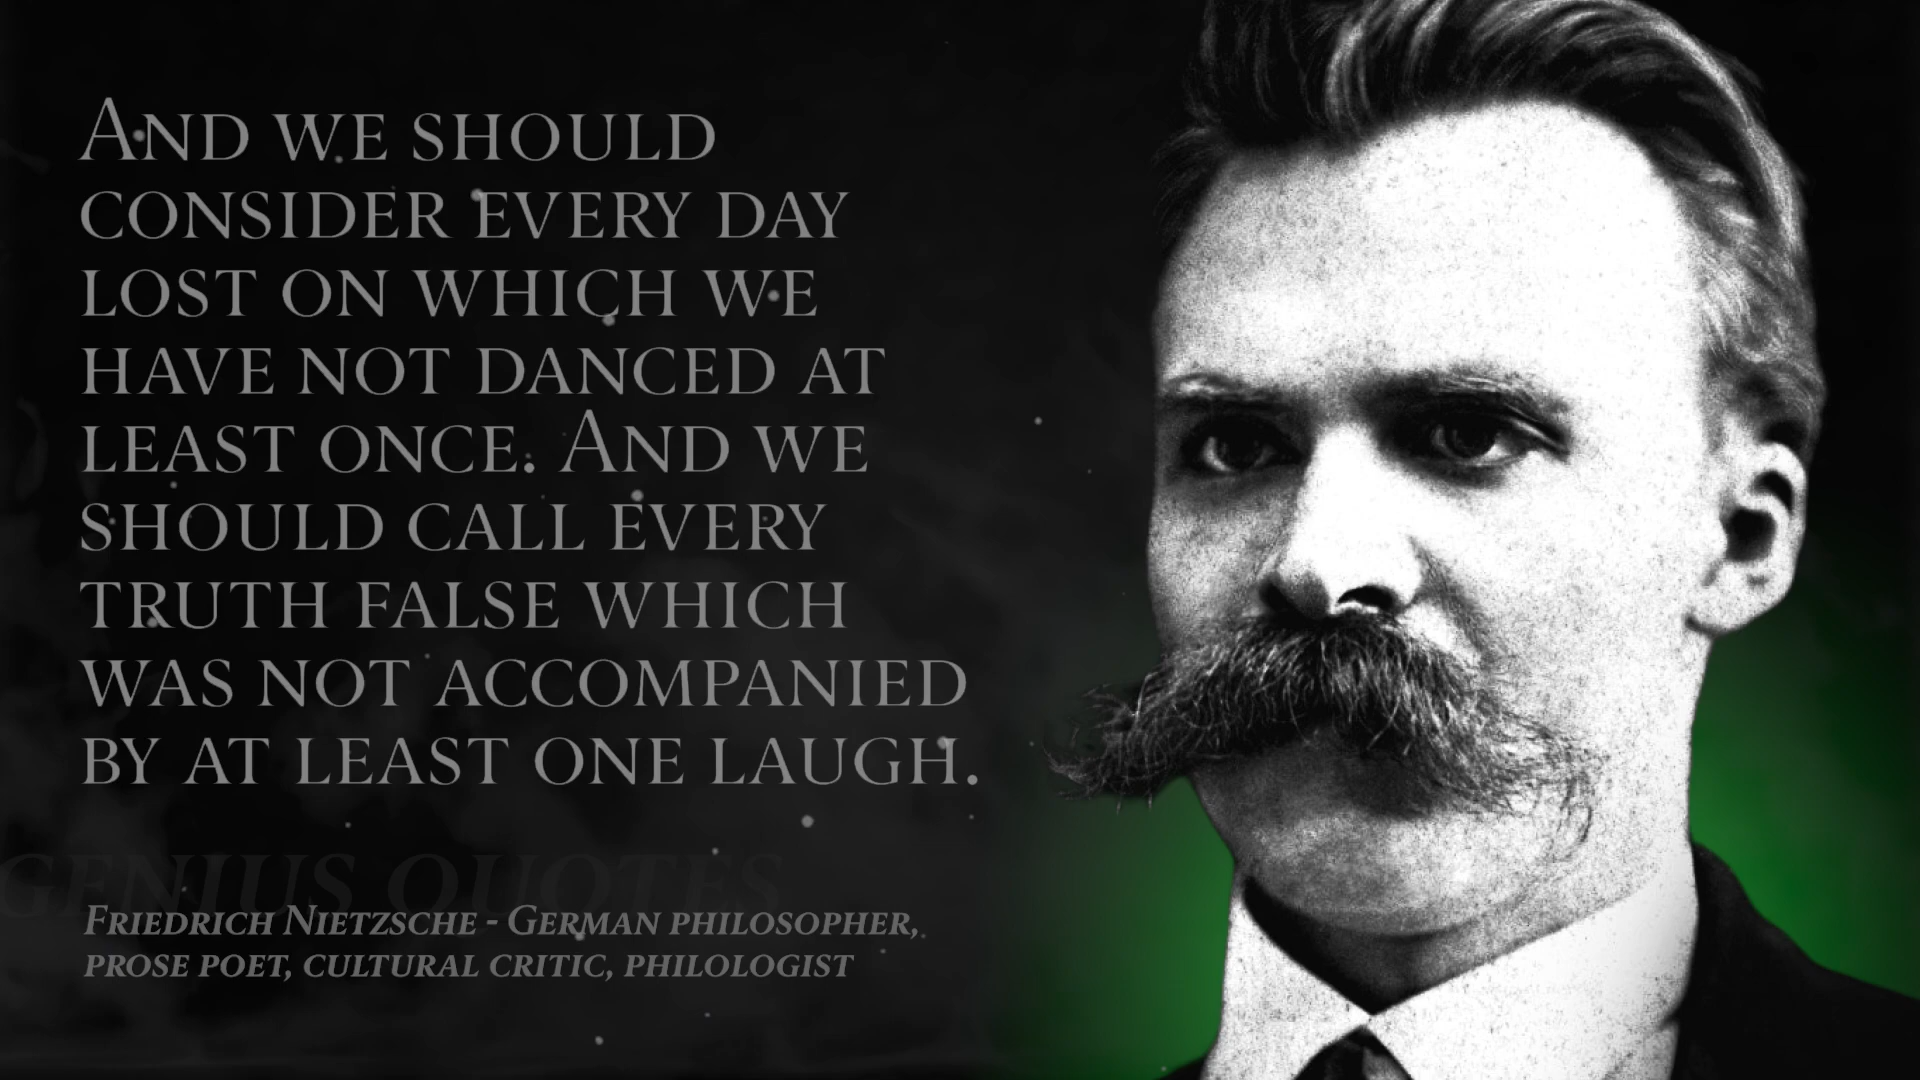 And we should
consider every day
lost on which we
have not danced at
least once. And we
should call every
truth false which
was not accompanied
by at least one laugh.
GENIUS QUOTES
Friedrich Nietzsche - German philosopher,
prose poet, cultural critic, philologist